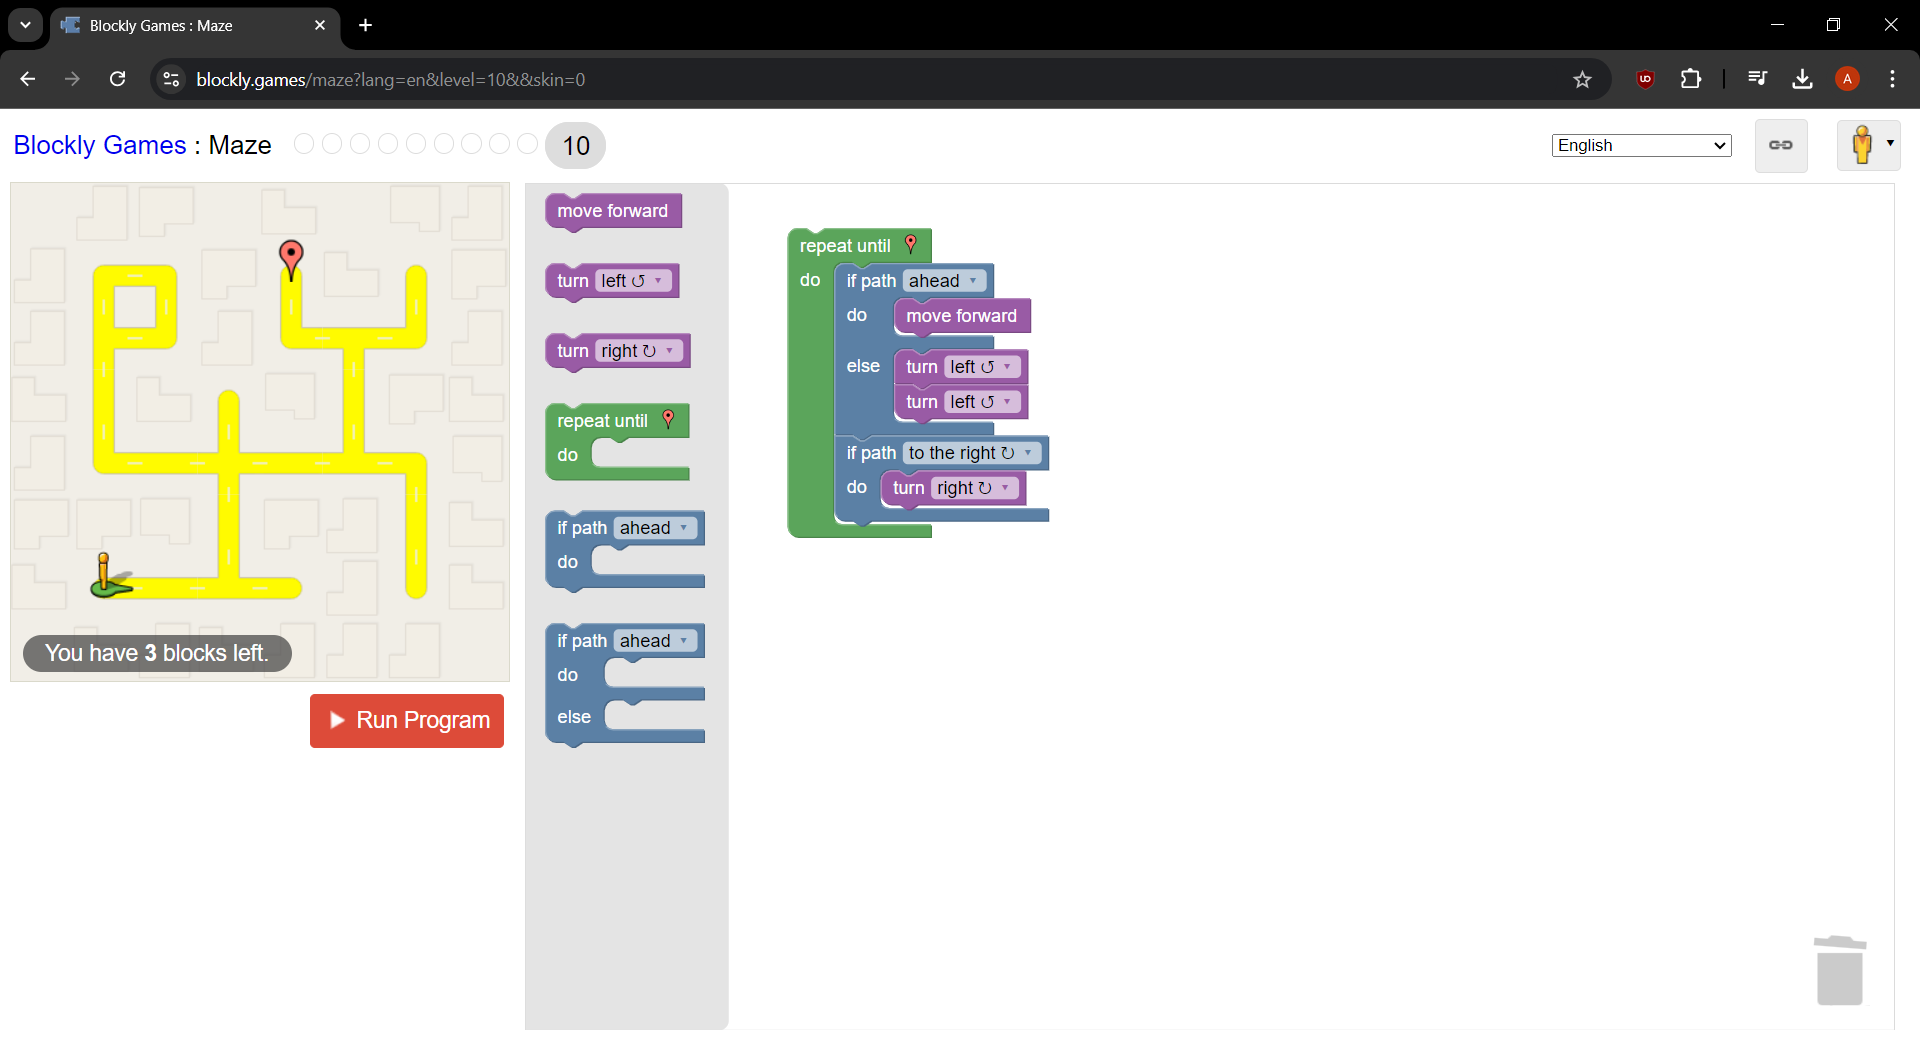 Blockly Games : Maze
blockly.games/maze?lang=en&level=10&&skin=0
A
Blockly Games : Maze
10
English
You have 3 blocks left.
Run Program
move forward
turn left ↺
turn right ↻
repeat until
do
if path ahead
do
if path ahead
do
else
repeat until
do if path ahead
do move forward
else turn left ↺
turn left ↺
if path to the right ↻
do turn right ↻